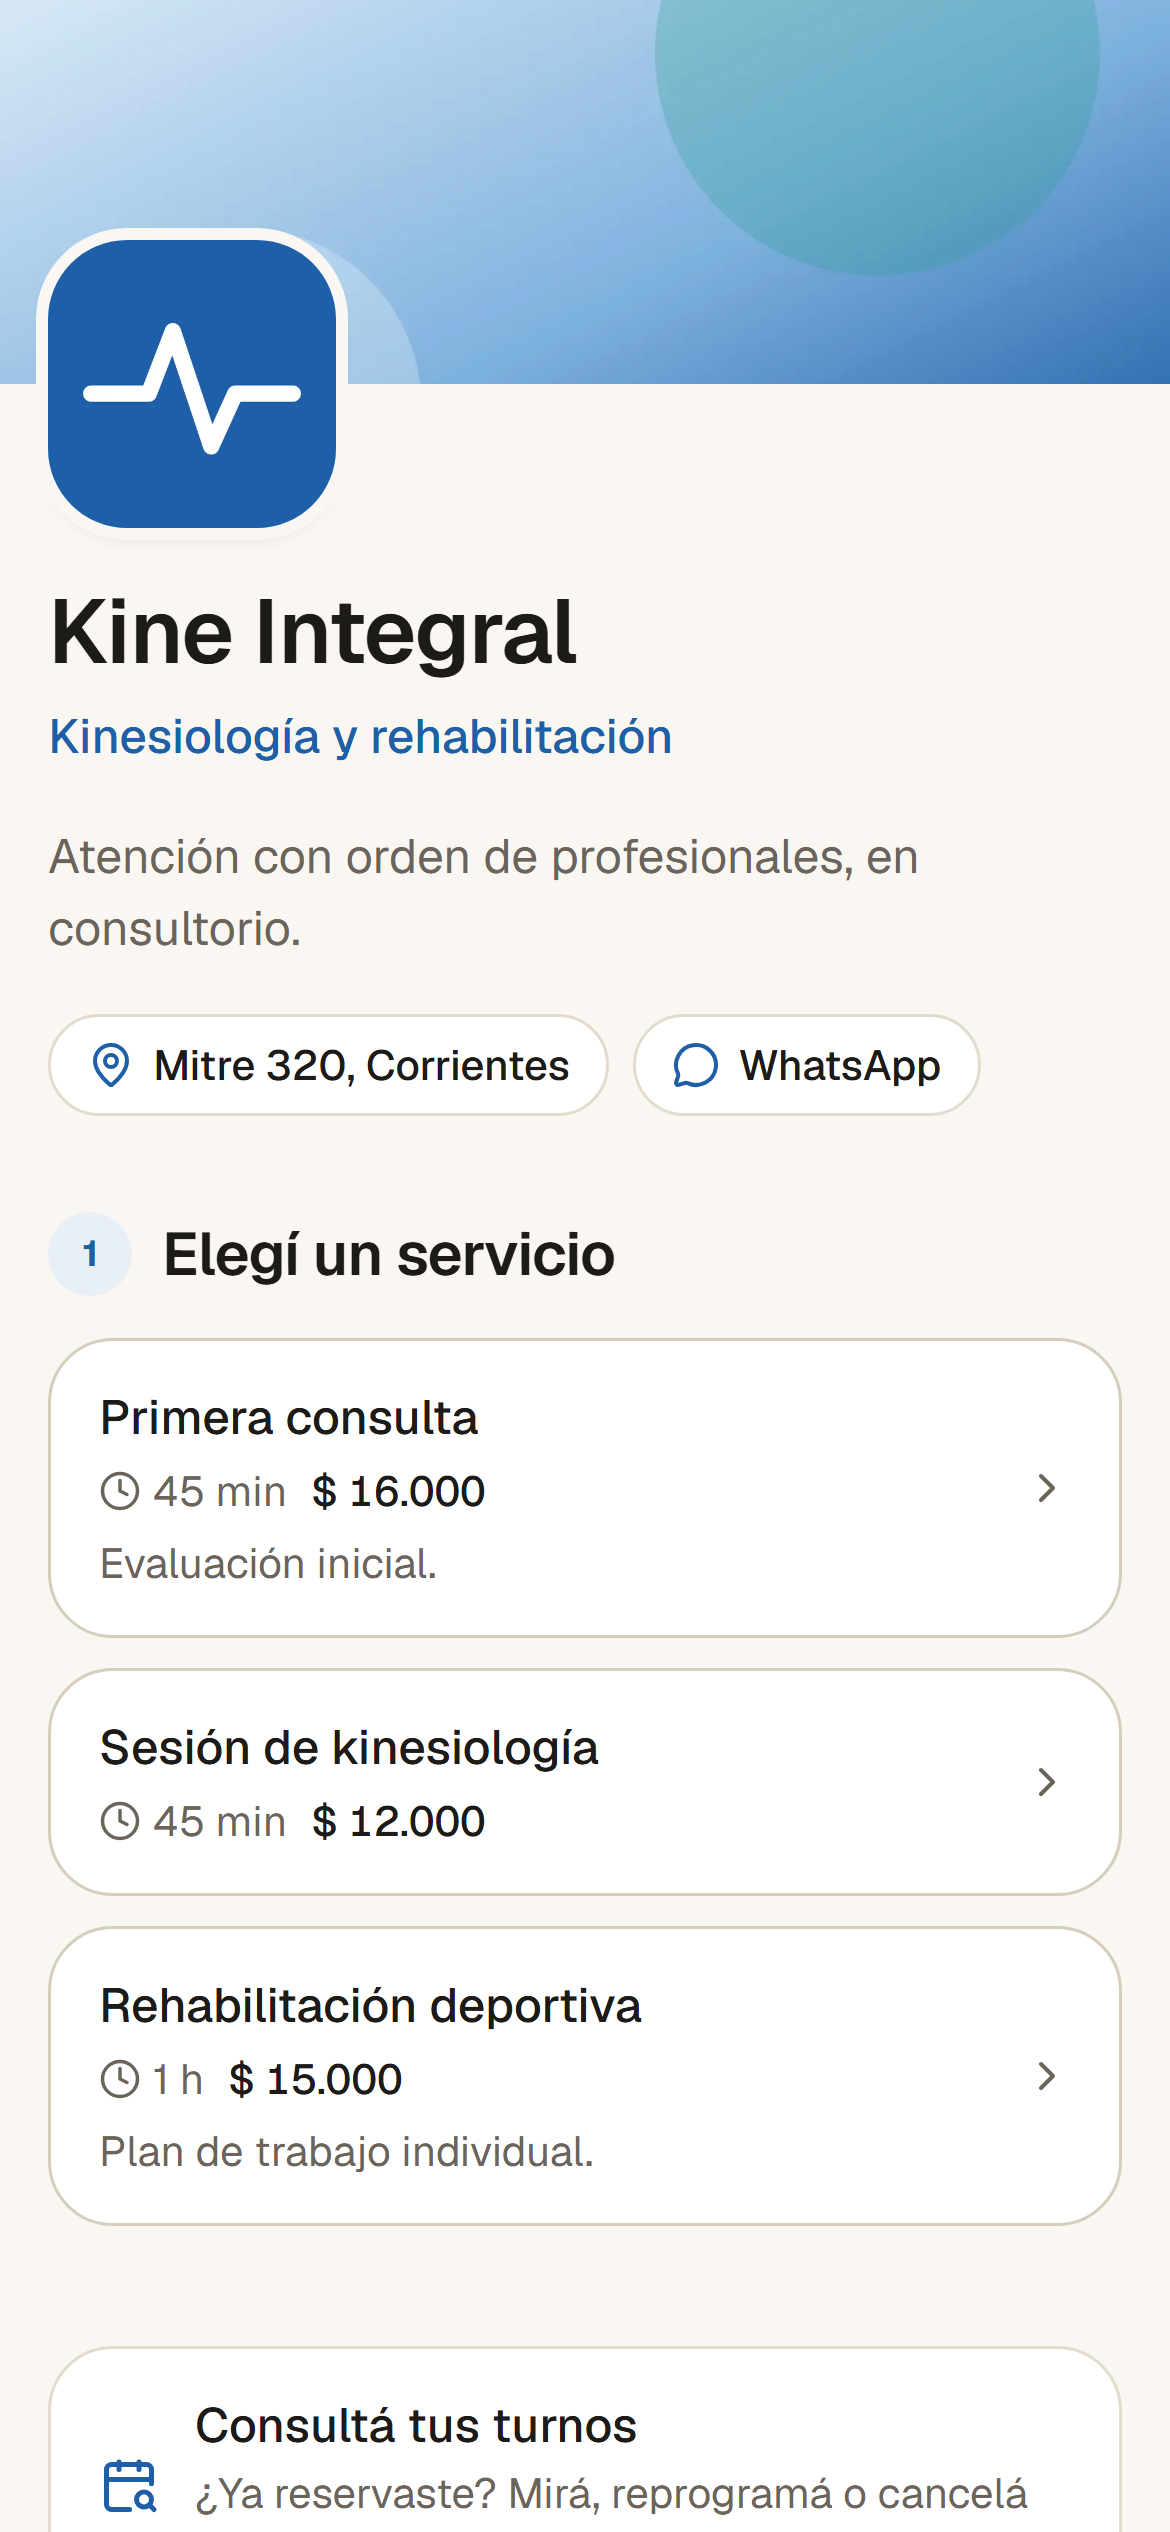 Kine Integral
Kinesiología y rehabilitación
Atención con orden de profesionales, en
consultorio.
Mitre 320, Corrientes
WhatsApp
1
Elegí un servicio
Primera consulta
45 min $ 16.000
Evaluación inicial.
Sesión de kinesiología
45 min $ 12.000
Rehabilitación deportiva
1 h $ 15.000
Plan de trabajo individual.
Consultá tus turnos
¿Ya reservaste? Mirá, reprogramá o cancelá